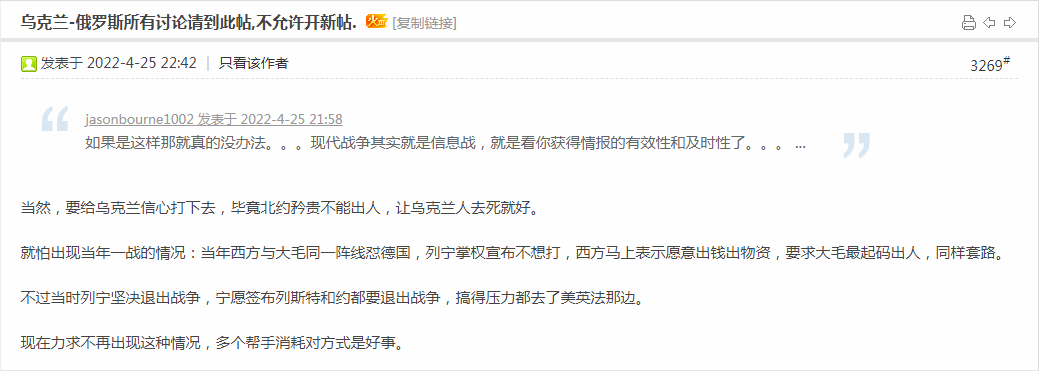 乌克兰-俄罗斯所有讨论请到此帖,不允许开新帖. 火 [复制链接]
发表于 2022-4-25 22:42 | 只看该作者 3269#
jasonbourne1002 发表于 2022-4-25 21:58
如果是这样那就真的没办法。。。现代战争其实就是信息战，就是看你获得情报的有效性和及时性了。。。 ...
当然，要给乌克兰信心打下去，毕竟北约矜贵不能出人，让乌克兰人去死就好。
就怕出现当年一战的情况：当年西方与大毛同一阵线怼德国，列宁掌权宣布不想打，西方马上表示愿意出钱出物资，要求大毛最起码出人，同样套路。
不过当时列宁坚决退出战争，宁愿签布列斯特和约都要退出战争，搞得压力都去了美英法那边。
现在力求不再出现这种情况，多个帮手消耗对方式是好事。